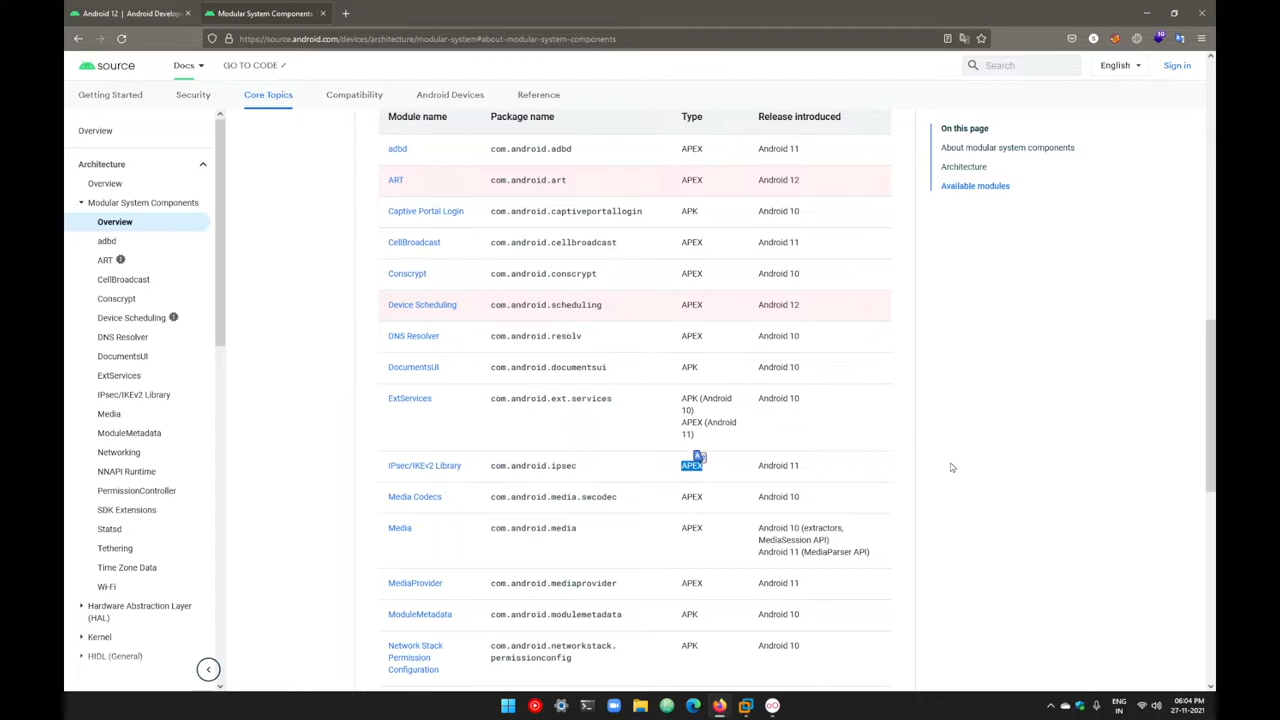 Android 12 | Android Develop
Modular System Components
https://source.android.com/devices/architecture/modular-system#about-modular-system-components
10
source
Docs
GO TO CODE
Search
English
Sign in
Getting Started
Security
Core Topics
Compatibility
Android Devices
Reference
Overview
Architecture
Overview
Modular System Components
Overview
adbd
ART
CellBroadcast
Conscrypt
Device Scheduling
DNS Resolver
DocumentsUI
ExtServices
IPsec/IKEv2 Library
Media
ModuleMetadata
Networking
NNAPI Runtime
PermissionController
SDK Extensions
Statsd
Tethering
Time Zone Data
Wi-Fi
Hardware Abstraction Layer
(HAL)
Kernel
HIDL (General)
Module name Package name Type Release introduced
adbd com.android.adbd APEX Android 11
ART com.android.art APEX Android 12
Captive Portal Login com.android.captiveportallogin APK Android 10
CellBroadcast com.android.cellbroadcast APEX Android 11
Conscrypt com.android.conscrypt APEX Android 10
Device Scheduling com.android.scheduling APEX Android 12
DNS Resolver com.android.resolv APEX Android 10
DocumentsUI com.android.documentsui APK Android 10
ExtServices com.android.ext.services APK (Android Android 10
10)
APEX (Android
11)
IPsec/IKEv2 Library com.android.ipsec APEX Android 11
Media Codecs com.android.media.swcodec APEX Android 10
Media com.android.media APEX Android 10 (extractors,
MediaSession API)
Android 11 (MediaParser API)
MediaProvider com.android.mediaprovider APEX Android 11
ModuleMetadata com.android.modulemetadata APK Android 10
Network Stack com.android.networkstack. APK Android 10
Permission permissionconfig
Configuration
On this page
About modular system components
Architecture
Available modules
ENG
IN
06:04 PM
27-11-2021